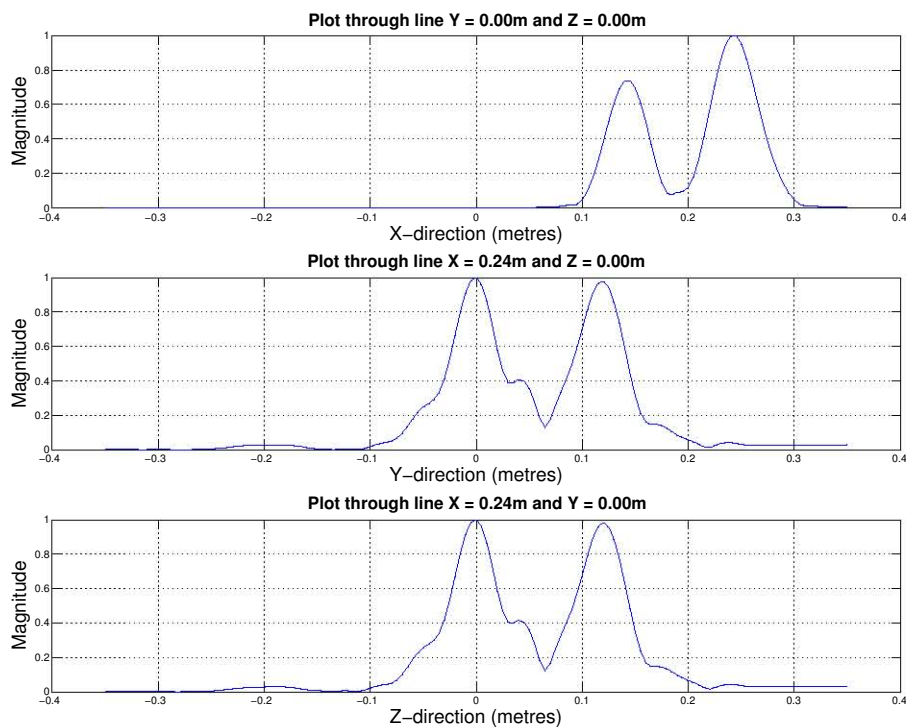 Plot through line Y = 0.00m and Z = 0.00m
1
0.8
0.6
0.4
0.2
0
Magnitude
−0.4 −0.3 −0.2 −0.1 0 0.1 0.2 0.3 0.4
X−direction (metres)
Plot through line X = 0.24m and Z = 0.00m
1
0.8
0.6
0.4
0.2
0
Magnitude
−0.4 −0.3 −0.2 −0.1 0 0.1 0.2 0.3 0.4
Y−direction (metres)
Plot through line X = 0.24m and Y = 0.00m
1
0.8
0.6
0.4
0.2
0
Magnitude
−0.4 −0.3 −0.2 −0.1 0 0.1 0.2 0.3 0.4
Z−direction (metres)